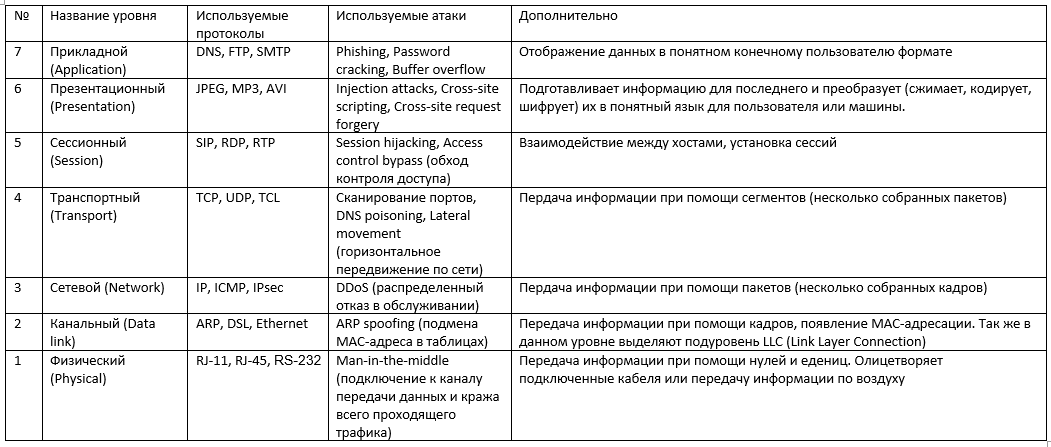 № Название уровня Используемые протоколы Используемые атаки Дополнительно
7 Прикладной (Application) DNS, FTP, SMTP Phishing, Password cracking, Buffer overflow Отображение данных в понятном конечному пользователю формате
6 Презентационный (Presentation) JPEG, MP3, AVI Injection attacks, Cross-site scripting, Cross-site request forgery Подготавливает информацию для последнего и преобразует (сжимает, кодирует, шифрует) их в понятный язык для пользователя или машины.
5 Сессионный (Session) SIP, RDP, RTP Session hijacking, Access control bypass (обход контроля доступа) Взаимодействие между хостами, установка сессий
4 Транспортный (Transport) TCP, UDP, TCL Сканирование портов, DNS poisoning, Lateral movement (горизонтальное передвижение по сети) Пердача информации при помощи сегментов (несколько собранных пакетов)
3 Сетевой (Network) IP, ICMP, IPsec DDoS (распределенный отказ в обслуживании) Пердача информации при помощи пакетов (несколько собранных кадров)
2 Канальный (Data link) ARP, DSL, Ethernet ARP spoofing (подмена MAC-адреса в таблицах) Передача информации при помощи кадров, появление MAC-адресации. Так же в данном уровне выделяют подуровень LLC (Link Layer Connection)
1 Физический (Physical) RJ-11, RJ-45, RS-232 Man-in-the-middle (подключение к каналу передачи данных и кража всего проходящего трафика) Передача информации при помощи нулей и едениц. Олицетворяет подключенные кабеля или передачу информации по воздуху